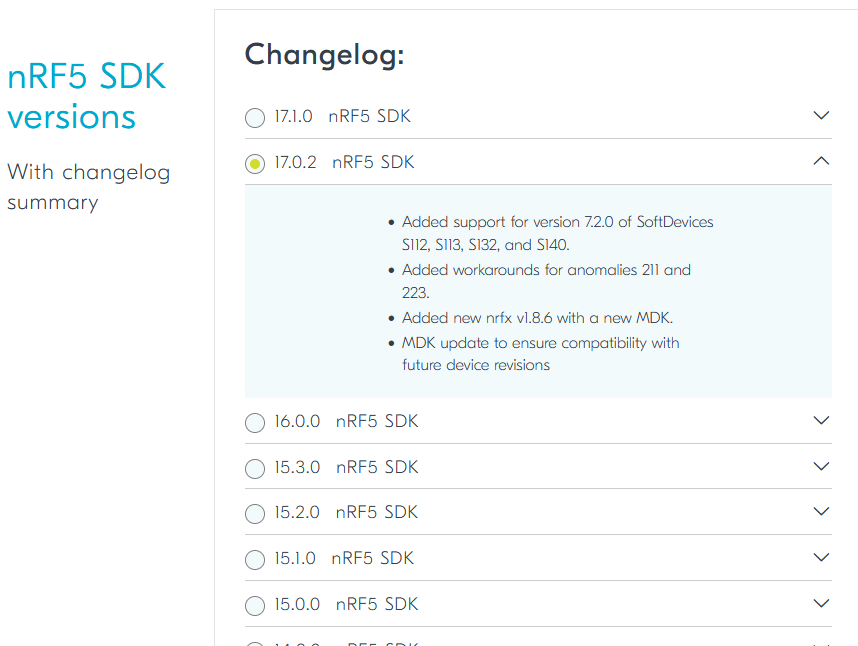 nRF5 SDK
versions
With changelog
summary
Changelog:
17.1.0 nRF5 SDK
17.0.2 nRF5 SDK
• Added support for version 7.2.0 of SoftDevices
S112, S113, S132, and S140.
• Added workarounds for anomalies 211 and
223.
• Added new nrfx v1.8.6 with a new MDK.
• MDK update to ensure compatibility with
future device revisions
16.0.0 nRF5 SDK
15.3.0 nRF5 SDK
15.2.0 nRF5 SDK
15.1.0 nRF5 SDK
15.0.0 nRF5 SDK
nRF5 SDK